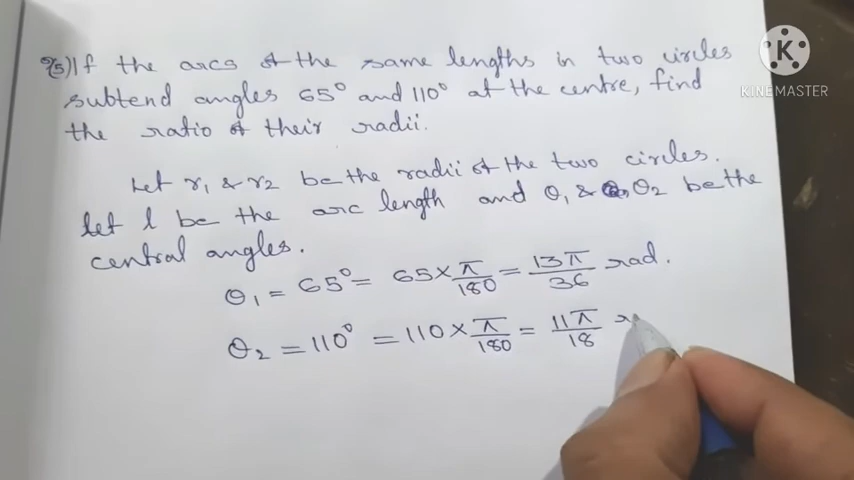 Q5) If the arcs of the same lengths in two circles
subtend angles 65° and 110° at the centre, find
the ratio of their radii.
Let r1 & r2 be the radii of the two circles.
let l be the arc length and θ1 & θ2 be the
central angles.
θ1 = 65° = 65 × π/180 = 13π/36 rad.
θ2 = 110° = 110 × π/180 = 11π/18 r
K
KINEMASTER